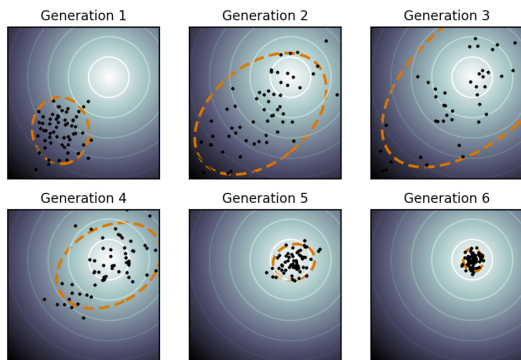 Generation 1
Generation 2
Generation 3
Generation 4
Generation 5
Generation 6